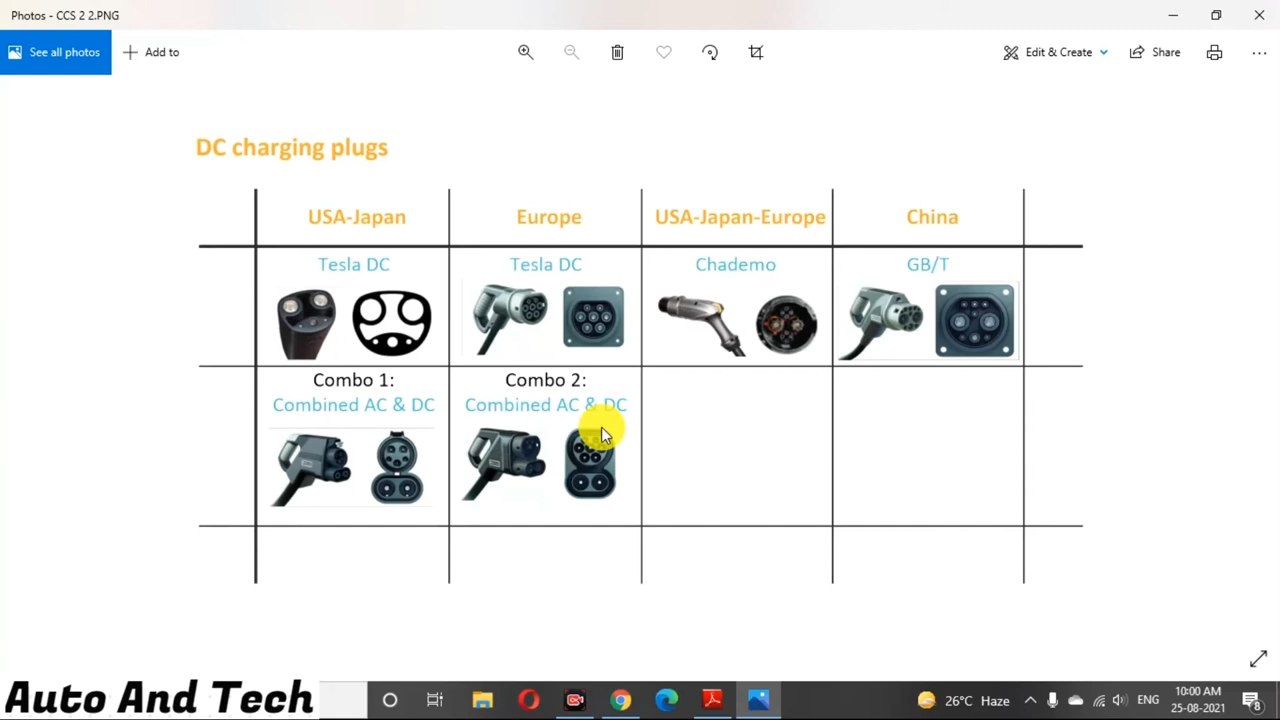 Photos - CCS 2 2.PNG
See all photos
Add to
Edit & Create
Share
DC charging plugs
USA-Japan
Europe
USA-Japan-Europe
China
Tesla DC
Tesla DC
Chademo
GB/T
Combo 1:
Combined AC & DC
Combo 2:
Combined AC & DC
Auto And Tech
26°C Haze
ENG
10:00 AM
25-08-2021
8